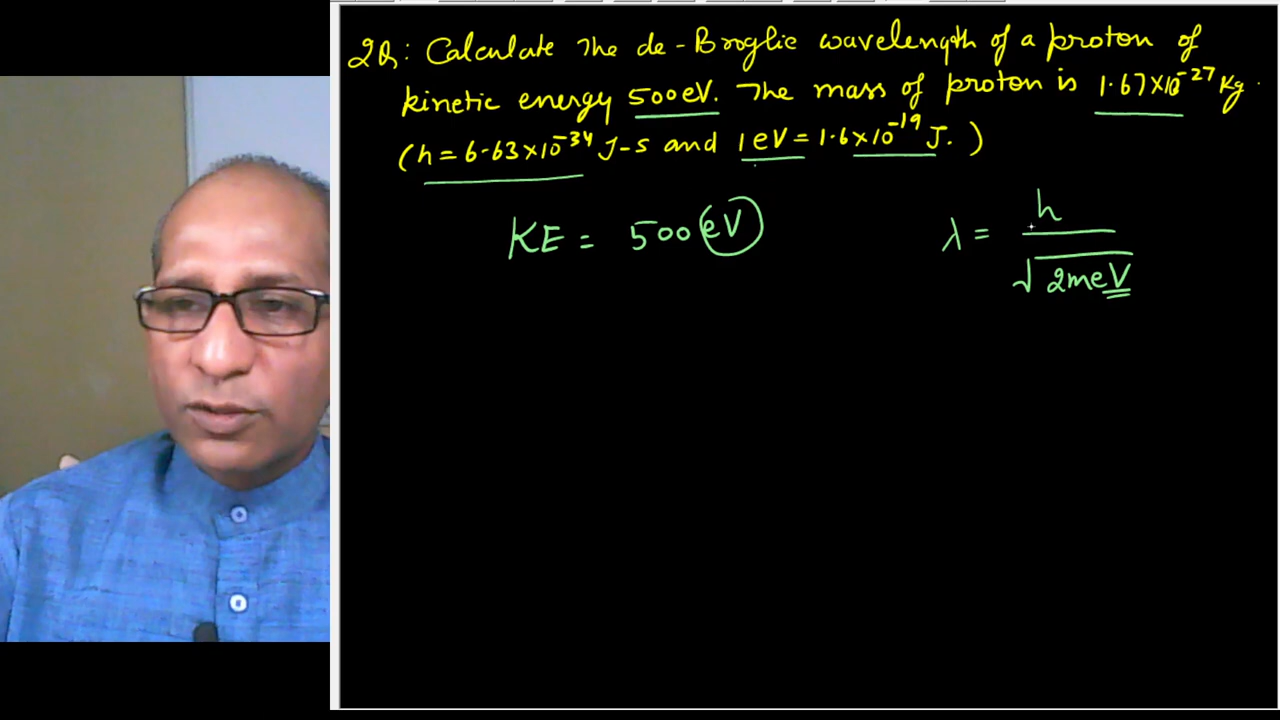 2Q: Calculate the de-Broglie wavelength of a proton of
kinetic energy 500eV. The mass of proton is 1.67×10⁻²⁷ Kg.
(h = 6.63×10⁻³⁴ J-s and 1eV = 1.6×10⁻¹⁹ J.)
KE = 500 eV
λ = h / √2meV